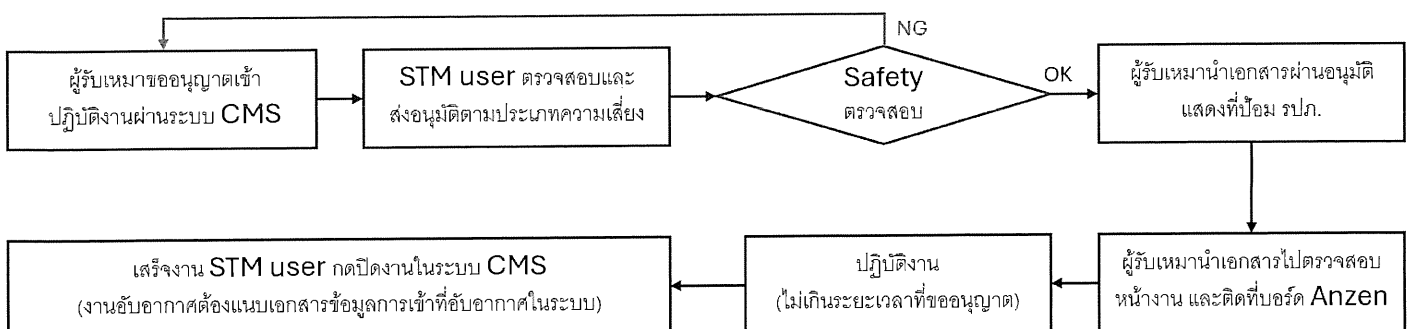 NG
ผู้รับเหมาขออนุญาตเข้า
ปฏิบัติงานผ่านระบบ CMS
STM user ตรวจสอบและ
ส่งอนุมัติตามประเภทความเสี่ยง
Safety
ตรวจสอบ
OK
ผู้รับเหมานำเอกสารผ่านอนุมัติ
แสดงที่ป้อม รปภ.
ผู้รับเหมานำเอกสารไปตรวจสอบ
หน้างาน และติดที่บอร์ด Anzen
ปฏิบัติงาน
(ไม่เกินระยะเวลาที่ขออนุญาต)
เสร็จงาน STM user กดปิดงานในระบบ CMS
(งานอับอากาศต้องแนบเอกสารข้อมูลการเข้าที่อับอากาศในระบบ)